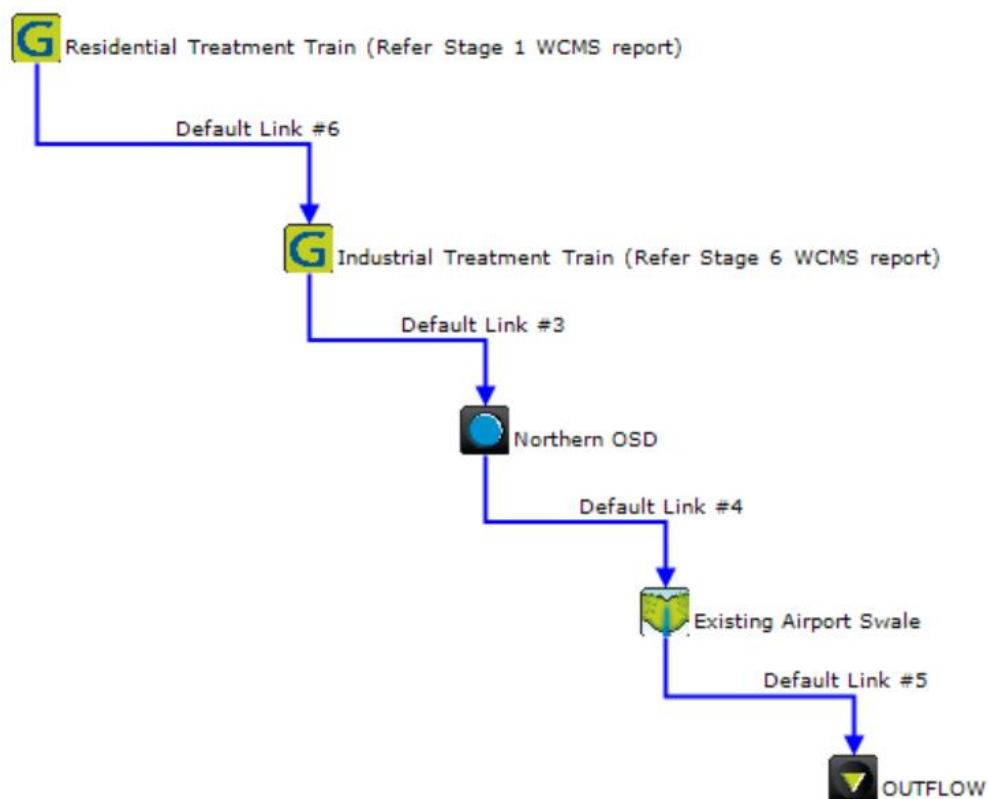 G Residential Treatment Train (Refer Stage 1 WCMS report)
Default Link #6
G Industrial Treatment Train (Refer Stage 6 WCMS report)
Default Link #3
Northern OSD
Default Link #4
Existing Airport Swale
Default Link #5
OUTFLOW